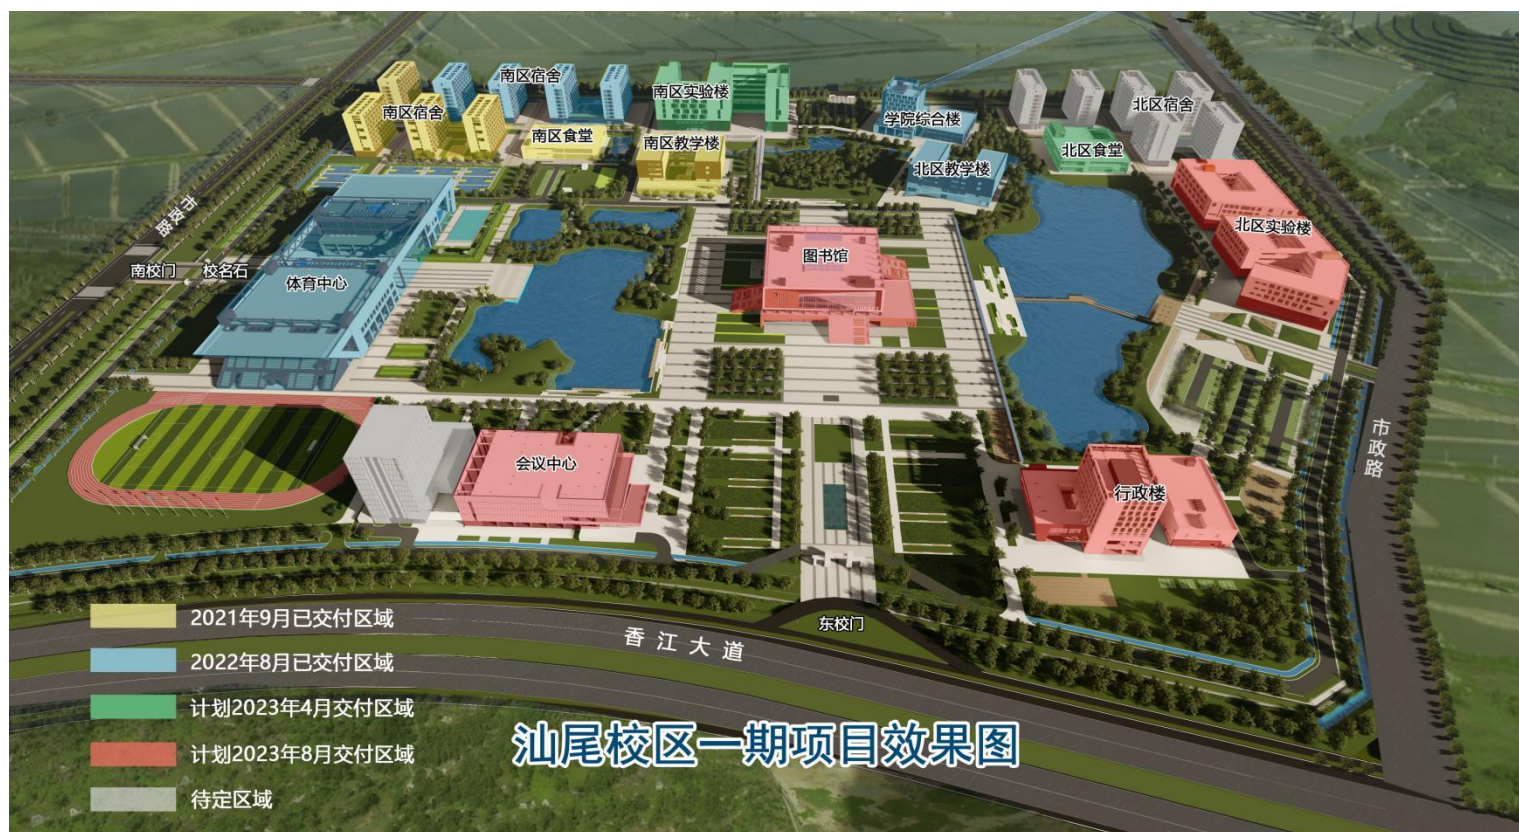 南区宿舍
南区宿舍
南区实验楼
北区宿舍
学院综合楼
南区食堂
南区教学楼
北区食堂
北区教学楼
市政路
北区实验楼
图书馆
南校门
校名石
体育中心
市政路
会议中心
行政楼
东校门
香江大道
2021年9月已交付区域
2022年8月已交付区域
计划2023年4月交付区域
计划2023年8月交付区域
待定区域
汕尾校区一期项目效果图